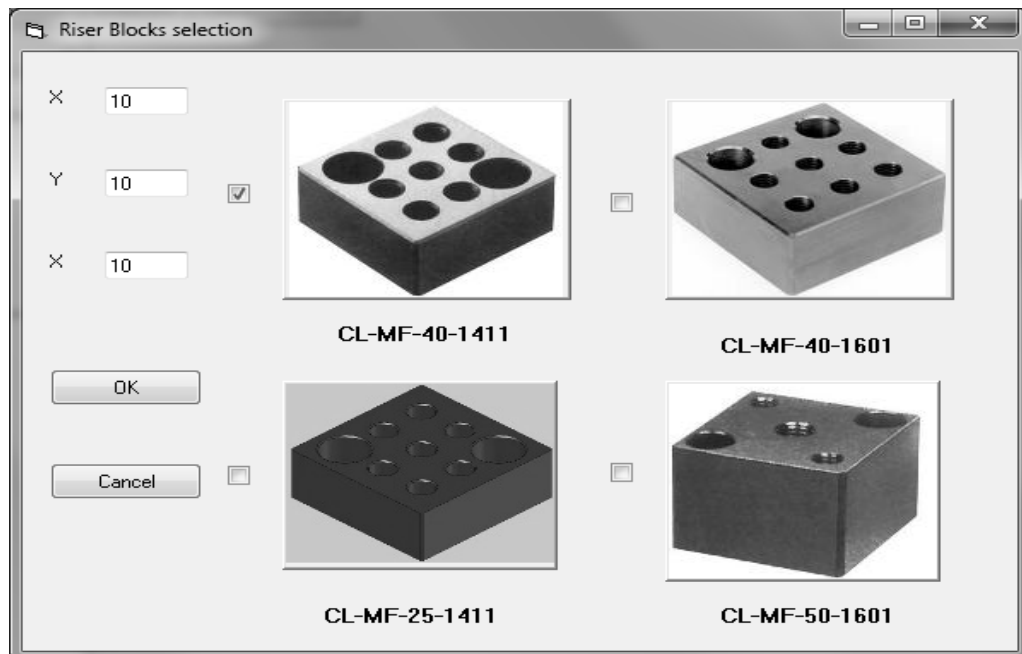 Riser Blocks selection
X 10
Y 10
X 10
OK
Cancel
CL-MF-40-1411
CL-MF-40-1601
CL-MF-25-1411
CL-MF-50-1601